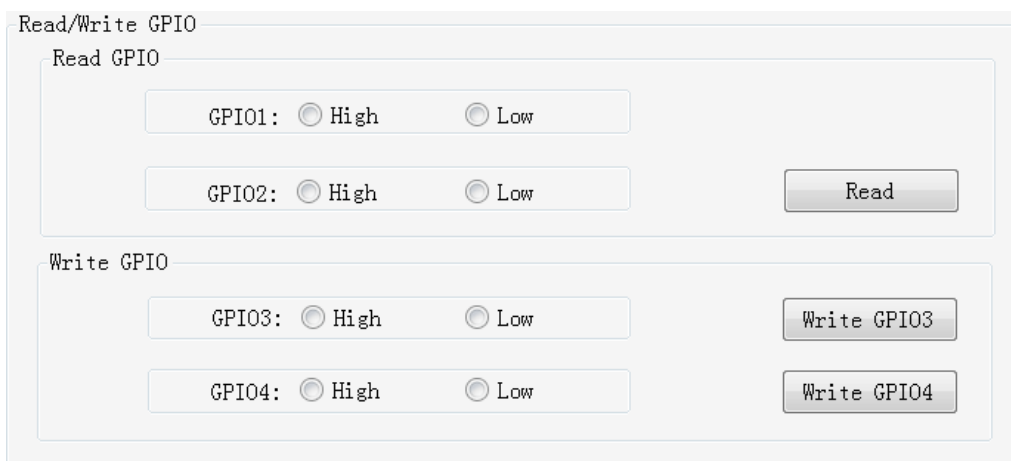 Read/Write GPIO
Read GPIO
GPIO1: High Low
GPIO2: High Low Read
Write GPIO
GPIO3: High Low Write GPIO3
GPIO4: High Low Write GPIO4